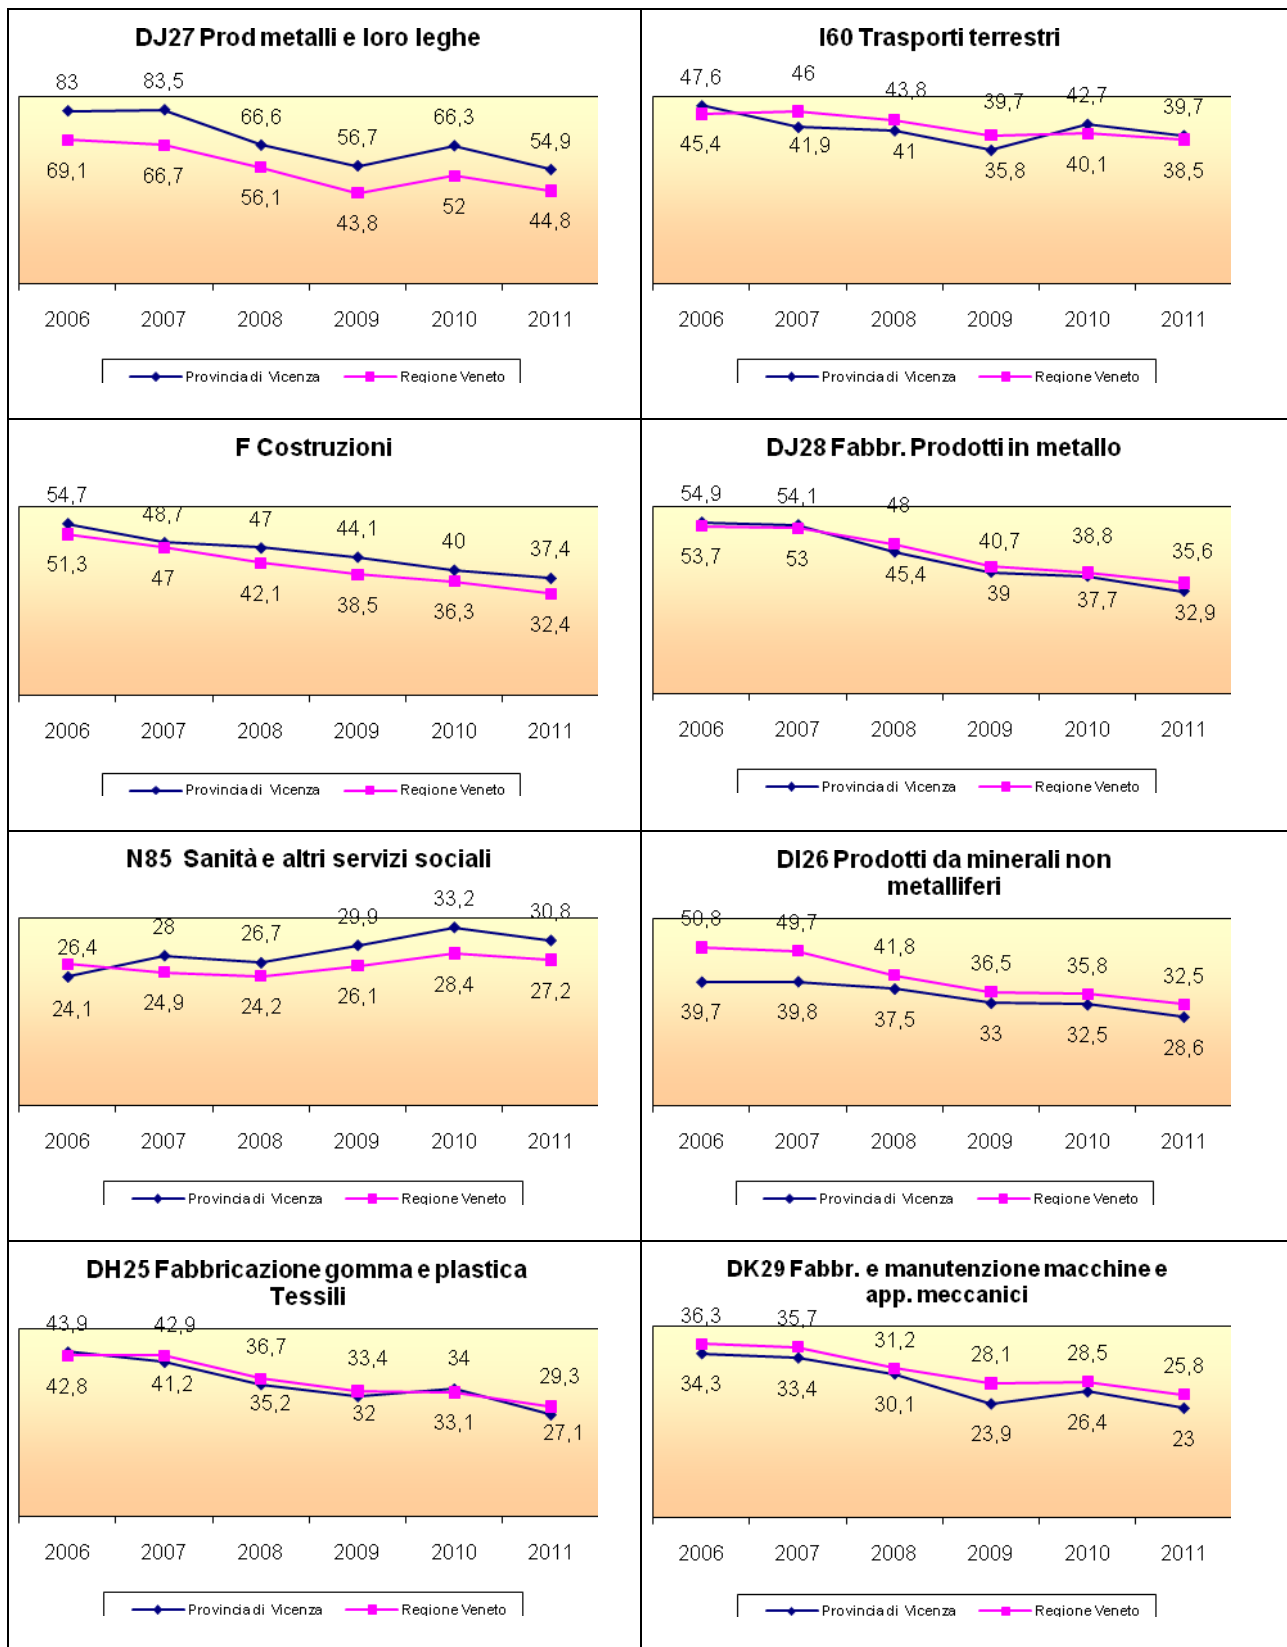 DJ27 Prod metalli e loro leghe
83 83,5 66,6 56,7 66,3 54,9
69,1 66,7 56,1 43,8 52 44,8
2006 2007 2008 2009 2010 2011
Provincia di Vicenza Regione Veneto
I60 Trasporti terrestri
47,6 46 43,8 39,7 42,7 39,7
45,4 41,9 41 35,8 40,1 38,5
2006 2007 2008 2009 2010 2011
Provincia di Vicenza Regione Veneto
F Costruzioni
54,7 48,7 47 44,1 40 37,4
51,3 47 42,1 38,5 36,3 32,4
2006 2007 2008 2009 2010 2011
Provincia di Vicenza Regione Veneto
DJ28 Fabbr. Prodotti in metallo
54,9 54,1 48 40,7 38,8 35,6
53,7 53 45,4 39 37,7 32,9
2006 2007 2008 2009 2010 2011
Provincia di Vicenza Regione Veneto
N85 Sanità e altri servizi sociali
26,4 28 26,7 29,9 33,2 30,8
24,1 24,9 24,2 26,1 28,4 27,2
2006 2007 2008 2009 2010 2011
Provincia di Vicenza Regione Veneto
DI26 Prodotti da minerali non
metalliferi
50,8 49,7 41,8 36,5 35,8 32,5
39,7 39,8 37,5 33 32,5 28,6
2006 2007 2008 2009 2010 2011
Provincia di Vicenza Regione Veneto
DH25 Fabbricazione gomma e plastica
Tessili
43,9 42,9 36,7 33,4 34 29,3
42,8 41,2 35,2 32 33,1 27,1
2006 2007 2008 2009 2010 2011
Provincia di Vicenza Regione Veneto
DK29 Fabbr. e manutenzione macchine e
app. meccanici
36,3 35,7 31,2 28,1 28,5 25,8
34,3 33,4 30,1 23,9 26,4 23
2006 2007 2008 2009 2010 2011
Provincia di Vicenza Regione Veneto